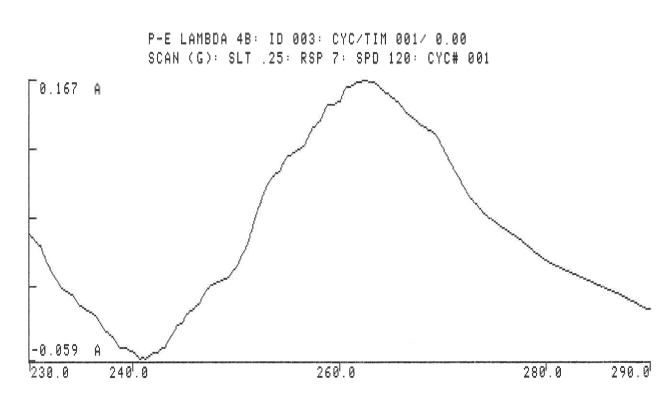 P-E LAMBDA 4B: ID 003: CYC/TIM 001/ 0.00
SCAN (G): SLT .25: RSP 7: SPD 120: CYC# 001
0.167 A
-0.059 A
230.0 240.0 260.0 280.0 290.0